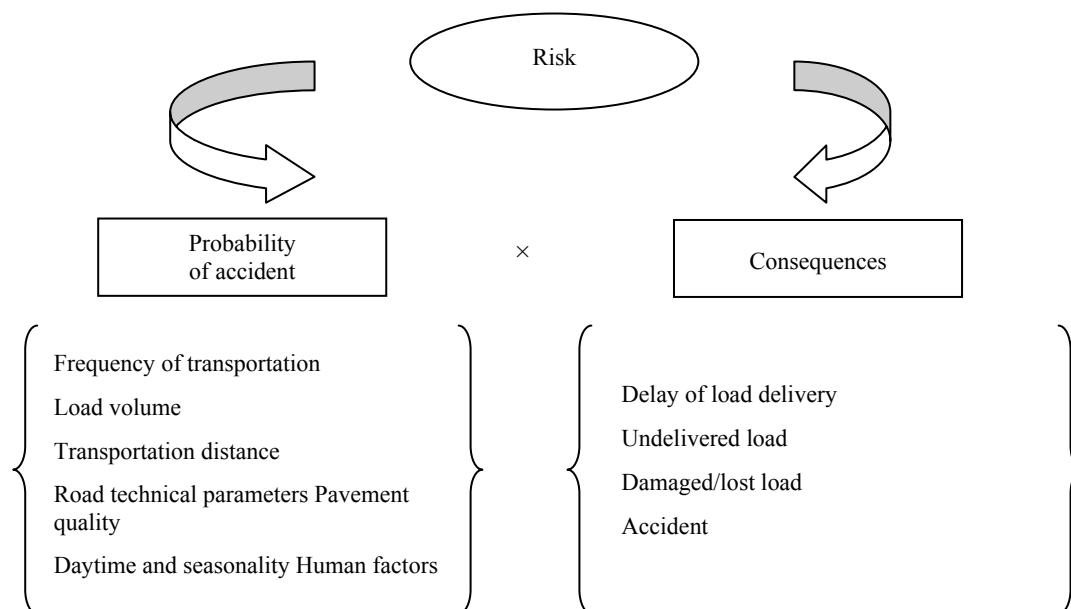 Risk
Probability
of accident
×
Consequences
Frequency of transportation
Load volume
Transportation distance
Road technical parameters Pavement
quality
Daytime and seasonality Human factors
Delay of load delivery
Undelivered load
Damaged/lost load
Accident